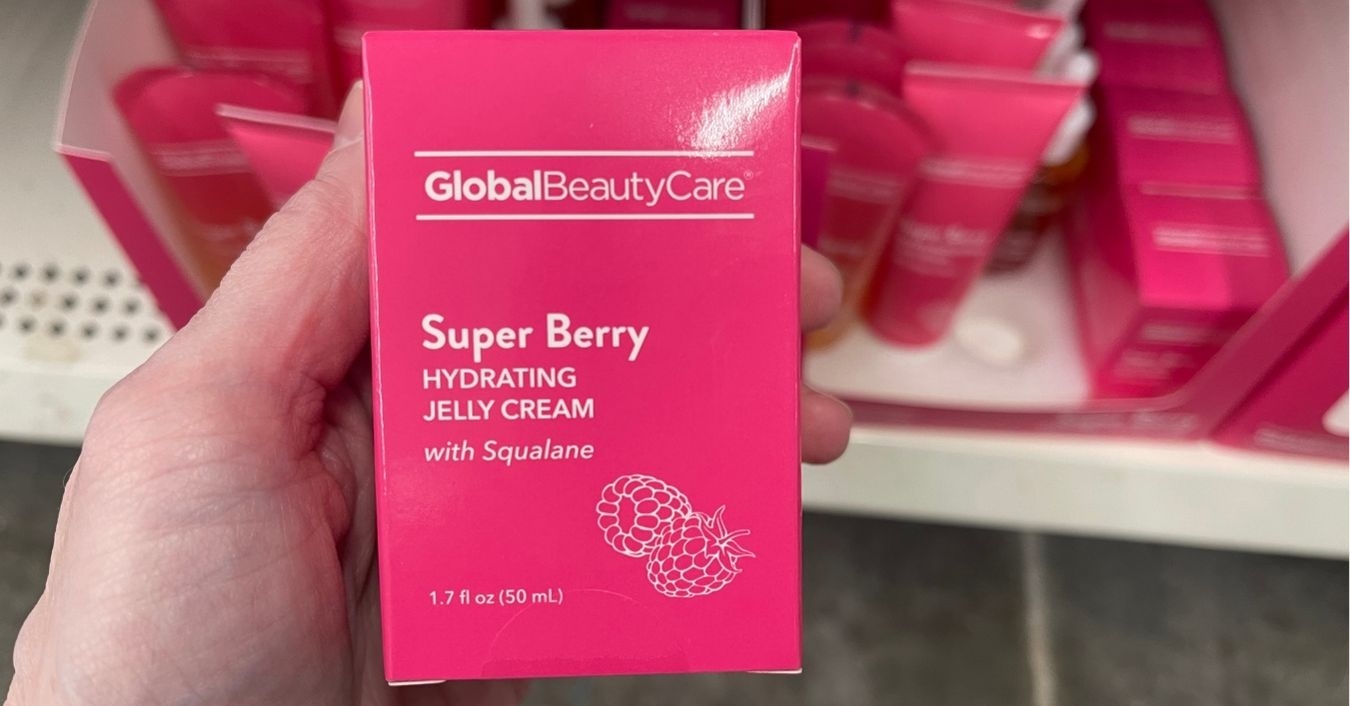 GlobalBeautyCare®
Super Berry
HYDRATING
JELLY CREAM
with Squalane
1.7 fl oz (50 mL)